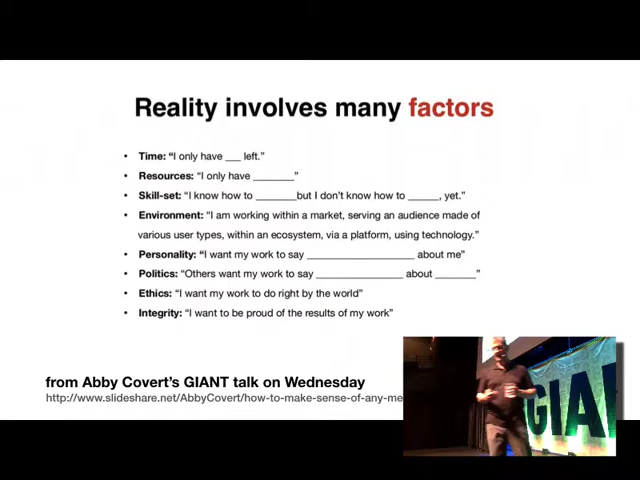 Reality involves many factors
• Time: “I only have ___ left.”
• Resources: “I only have _______”
• Skill-set: “I know how to _______but I don’t know how to _____, yet.”
• Environment: “I am working within a market, serving an audience made of
various user types, within an ecosystem, via a platform, using technology.”
• Personality: “I want my work to say __________________ about me”
• Politics: “Others want my work to say _______________ about _______”
• Ethics: “I want my work to do right by the world”
• Integrity: “I want to be proud of the results of my work”
from Abby Covert’s GIANT talk on Wednesday
http://www.slideshare.net/AbbyCovert/how-to-make-sense-of-any-me
GIA